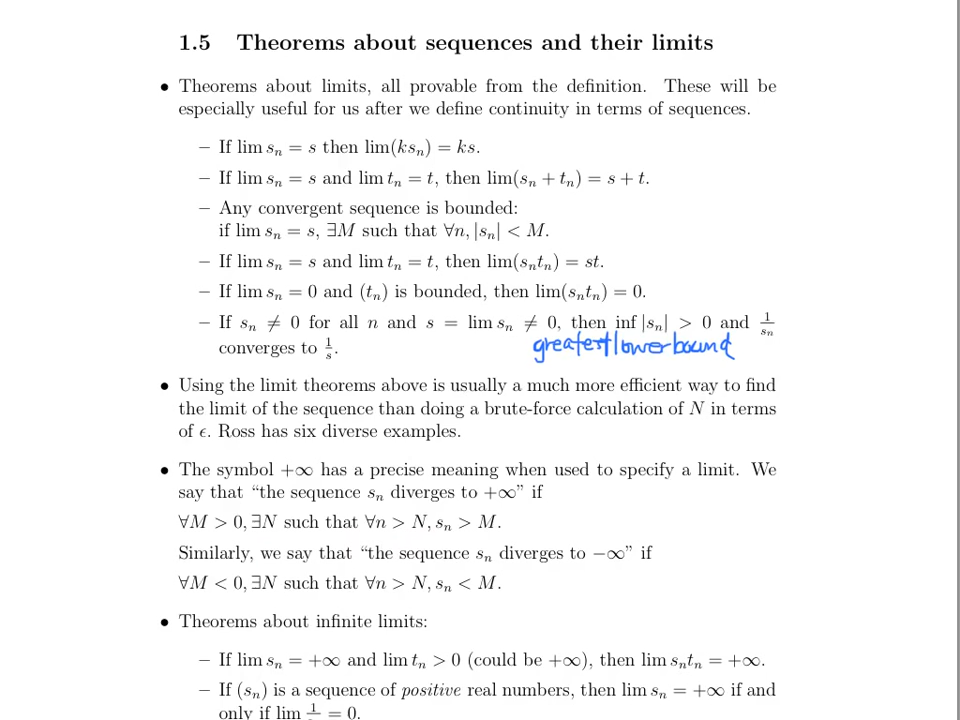 1.5 Theorems about sequences and their limits
• Theorems about limits, all provable from the definition. These will be
especially useful for us after we define continuity in terms of sequences.
– If lim sₙ = s then lim(ksₙ) = ks.
– If lim sₙ = s and lim tₙ = t, then lim(sₙ + tₙ) = s + t.
– Any convergent sequence is bounded:
if lim sₙ = s, ∃M such that ∀n, |sₙ| < M.
– If lim sₙ = s and lim tₙ = t, then lim(sₙtₙ) = st.
– If lim sₙ = 0 and (tₙ) is bounded, then lim(sₙtₙ) = 0.
– If sₙ ≠ 0 for all n and s = lim sₙ ≠ 0, then inf |sₙ| > 0 and 1/sₙ
converges to 1/s.
greatest lower bound
• Using the limit theorems above is usually a much more efficient way to find
the limit of the sequence than doing a brute-force calculation of N in terms
of ϵ. Ross has six diverse examples.
• The symbol +∞ has a precise meaning when used to specify a limit. We
say that “the sequence sₙ diverges to +∞” if
∀M > 0, ∃N such that ∀n > N, sₙ > M.
Similarly, we say that “the sequence sₙ diverges to −∞” if
∀M < 0, ∃N such that ∀n > N, sₙ < M.
• Theorems about infinite limits:
– If lim sₙ = +∞ and lim tₙ > 0 (could be +∞), then lim sₙtₙ = +∞.
– If (sₙ) is a sequence of positive real numbers, then lim sₙ = +∞ if and
only if lim 1/ = 0.